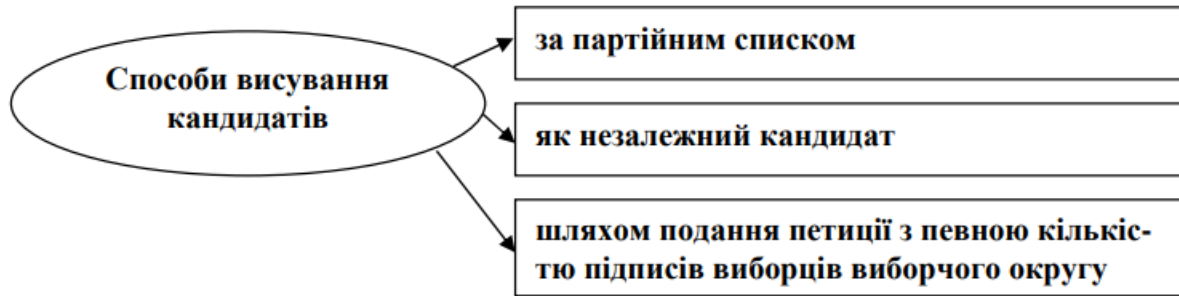 Способи висування
кандидатів
за партійним списком
як незалежний кандидат
шляхом подання петиції з певною кількіс-
тю підписів виборців виборчого округу